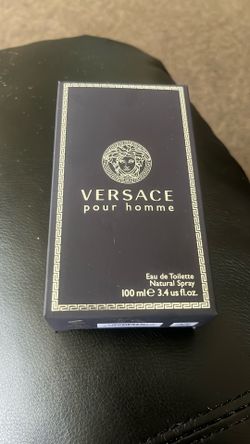 VERSACE
pour homme
Eau de Toilette
Natural Spray
100 ml ℮ 3.4 us fl.oz.